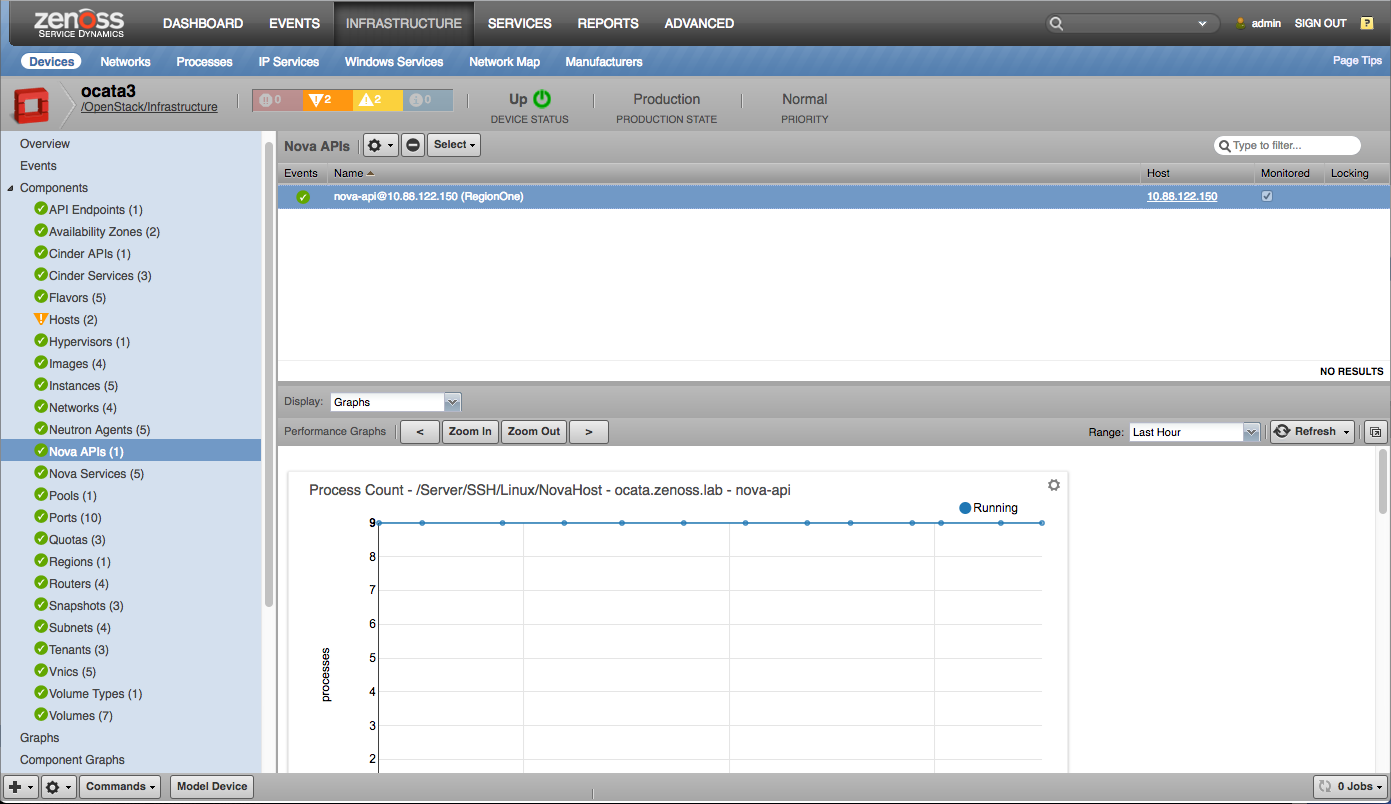 zenoss
SERVICE DYNAMICS
DASHBOARD EVENTS INFRASTRUCTURE SERVICES REPORTS ADVANCED
admin SIGN OUT ?
Devices Networks Processes IP Services Windows Services Network Map Manufacturers Page Tips
ocata3
/OpenStack/Infrastructure
0 2 2 0
Up
DEVICE STATUS
Production
PRODUCTION STATE
Normal
PRIORITY
Overview
Events
Components
API Endpoints (1)
Availability Zones (2)
Cinder APIs (1)
Cinder Services (3)
Flavors (5)
Hosts (2)
Hypervisors (1)
Images (4)
Instances (5)
Networks (4)
Neutron Agents (5)
Nova APIs (1)
Nova Services (5)
Pools (1)
Ports (10)
Quotas (3)
Regions (1)
Routers (4)
Snapshots (3)
Subnets (4)
Tenants (3)
Vnics (5)
Volume Types (1)
Volumes (7)
Graphs
Component Graphs
Nova APIs Select Type to filter...
Events Name Host Monitored Locking
nova-api@10.88.122.150 (RegionOne) 10.88.122.150
NO RESULTS
Display: Graphs
Performance Graphs < Zoom In Zoom Out > Range: Last Hour Refresh
Process Count - /Server/SSH/Linux/NovaHost - ocata.zenoss.lab - nova-api
Running
9
8
7
6
5
4
3
2
processes
Commands Model Device 0 Jobs